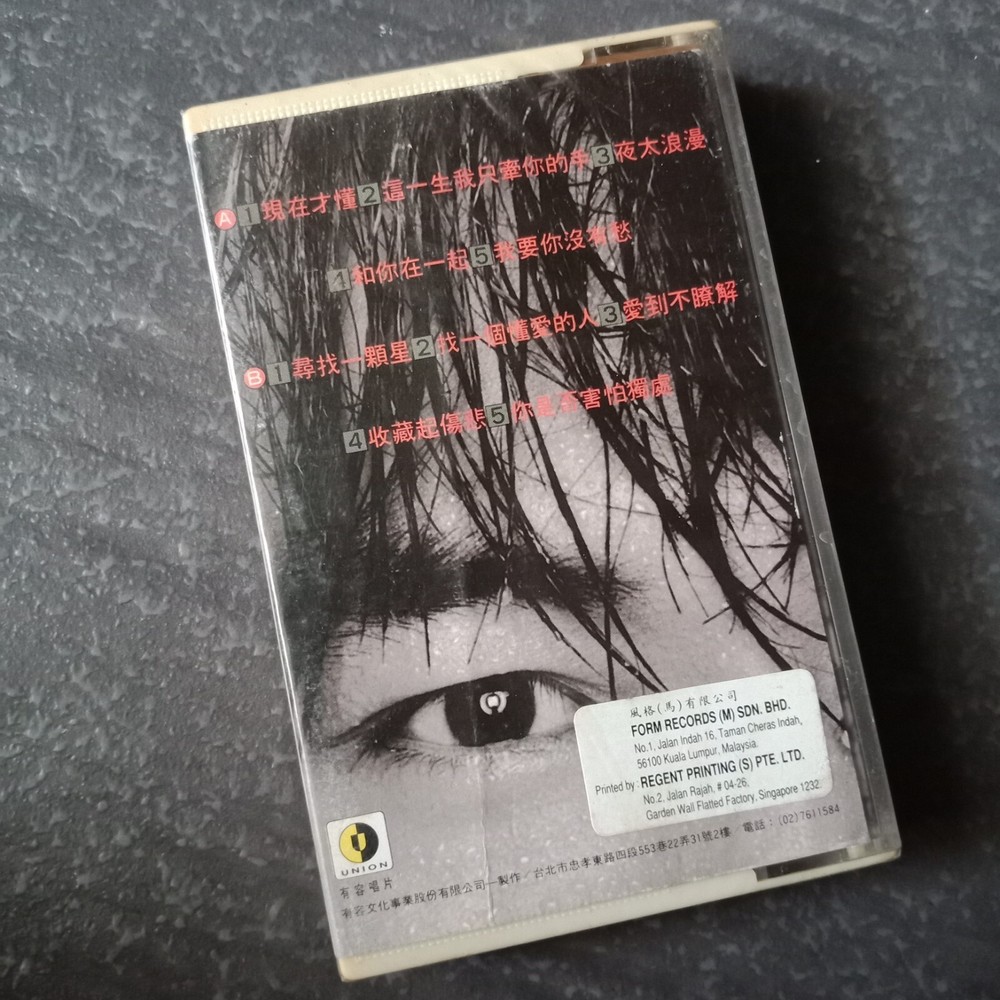 A 1 現在才懂 2 這一生我只牽你的手 3 夜太浪漫
4 和你在一起 5 我要你沒有愁
B 1 尋找一顆星 2 找一個懂愛的人 3 愛到不瞭解
4 收藏起傷悲 5 你是否害怕獨處
風格(馬)有限公司
FORM RECORDS (M) SDN. BHD.
No.1, Jalan Indah 16, Taman Cheras Indah,
56100 Kuala Lumpur, Malaysia.
Printed by : REGENT PRINTING (S) PTE. LTD.
No.2, Jalan Rajah, # 04-26,
Garden Wall Flatted Factory, Singapore 1232.
UNION
有容唱片
有容文化事業股份有限公司—製作/台北市忠孝東路四段553巷22弄31號2樓 電話:(02)7611584